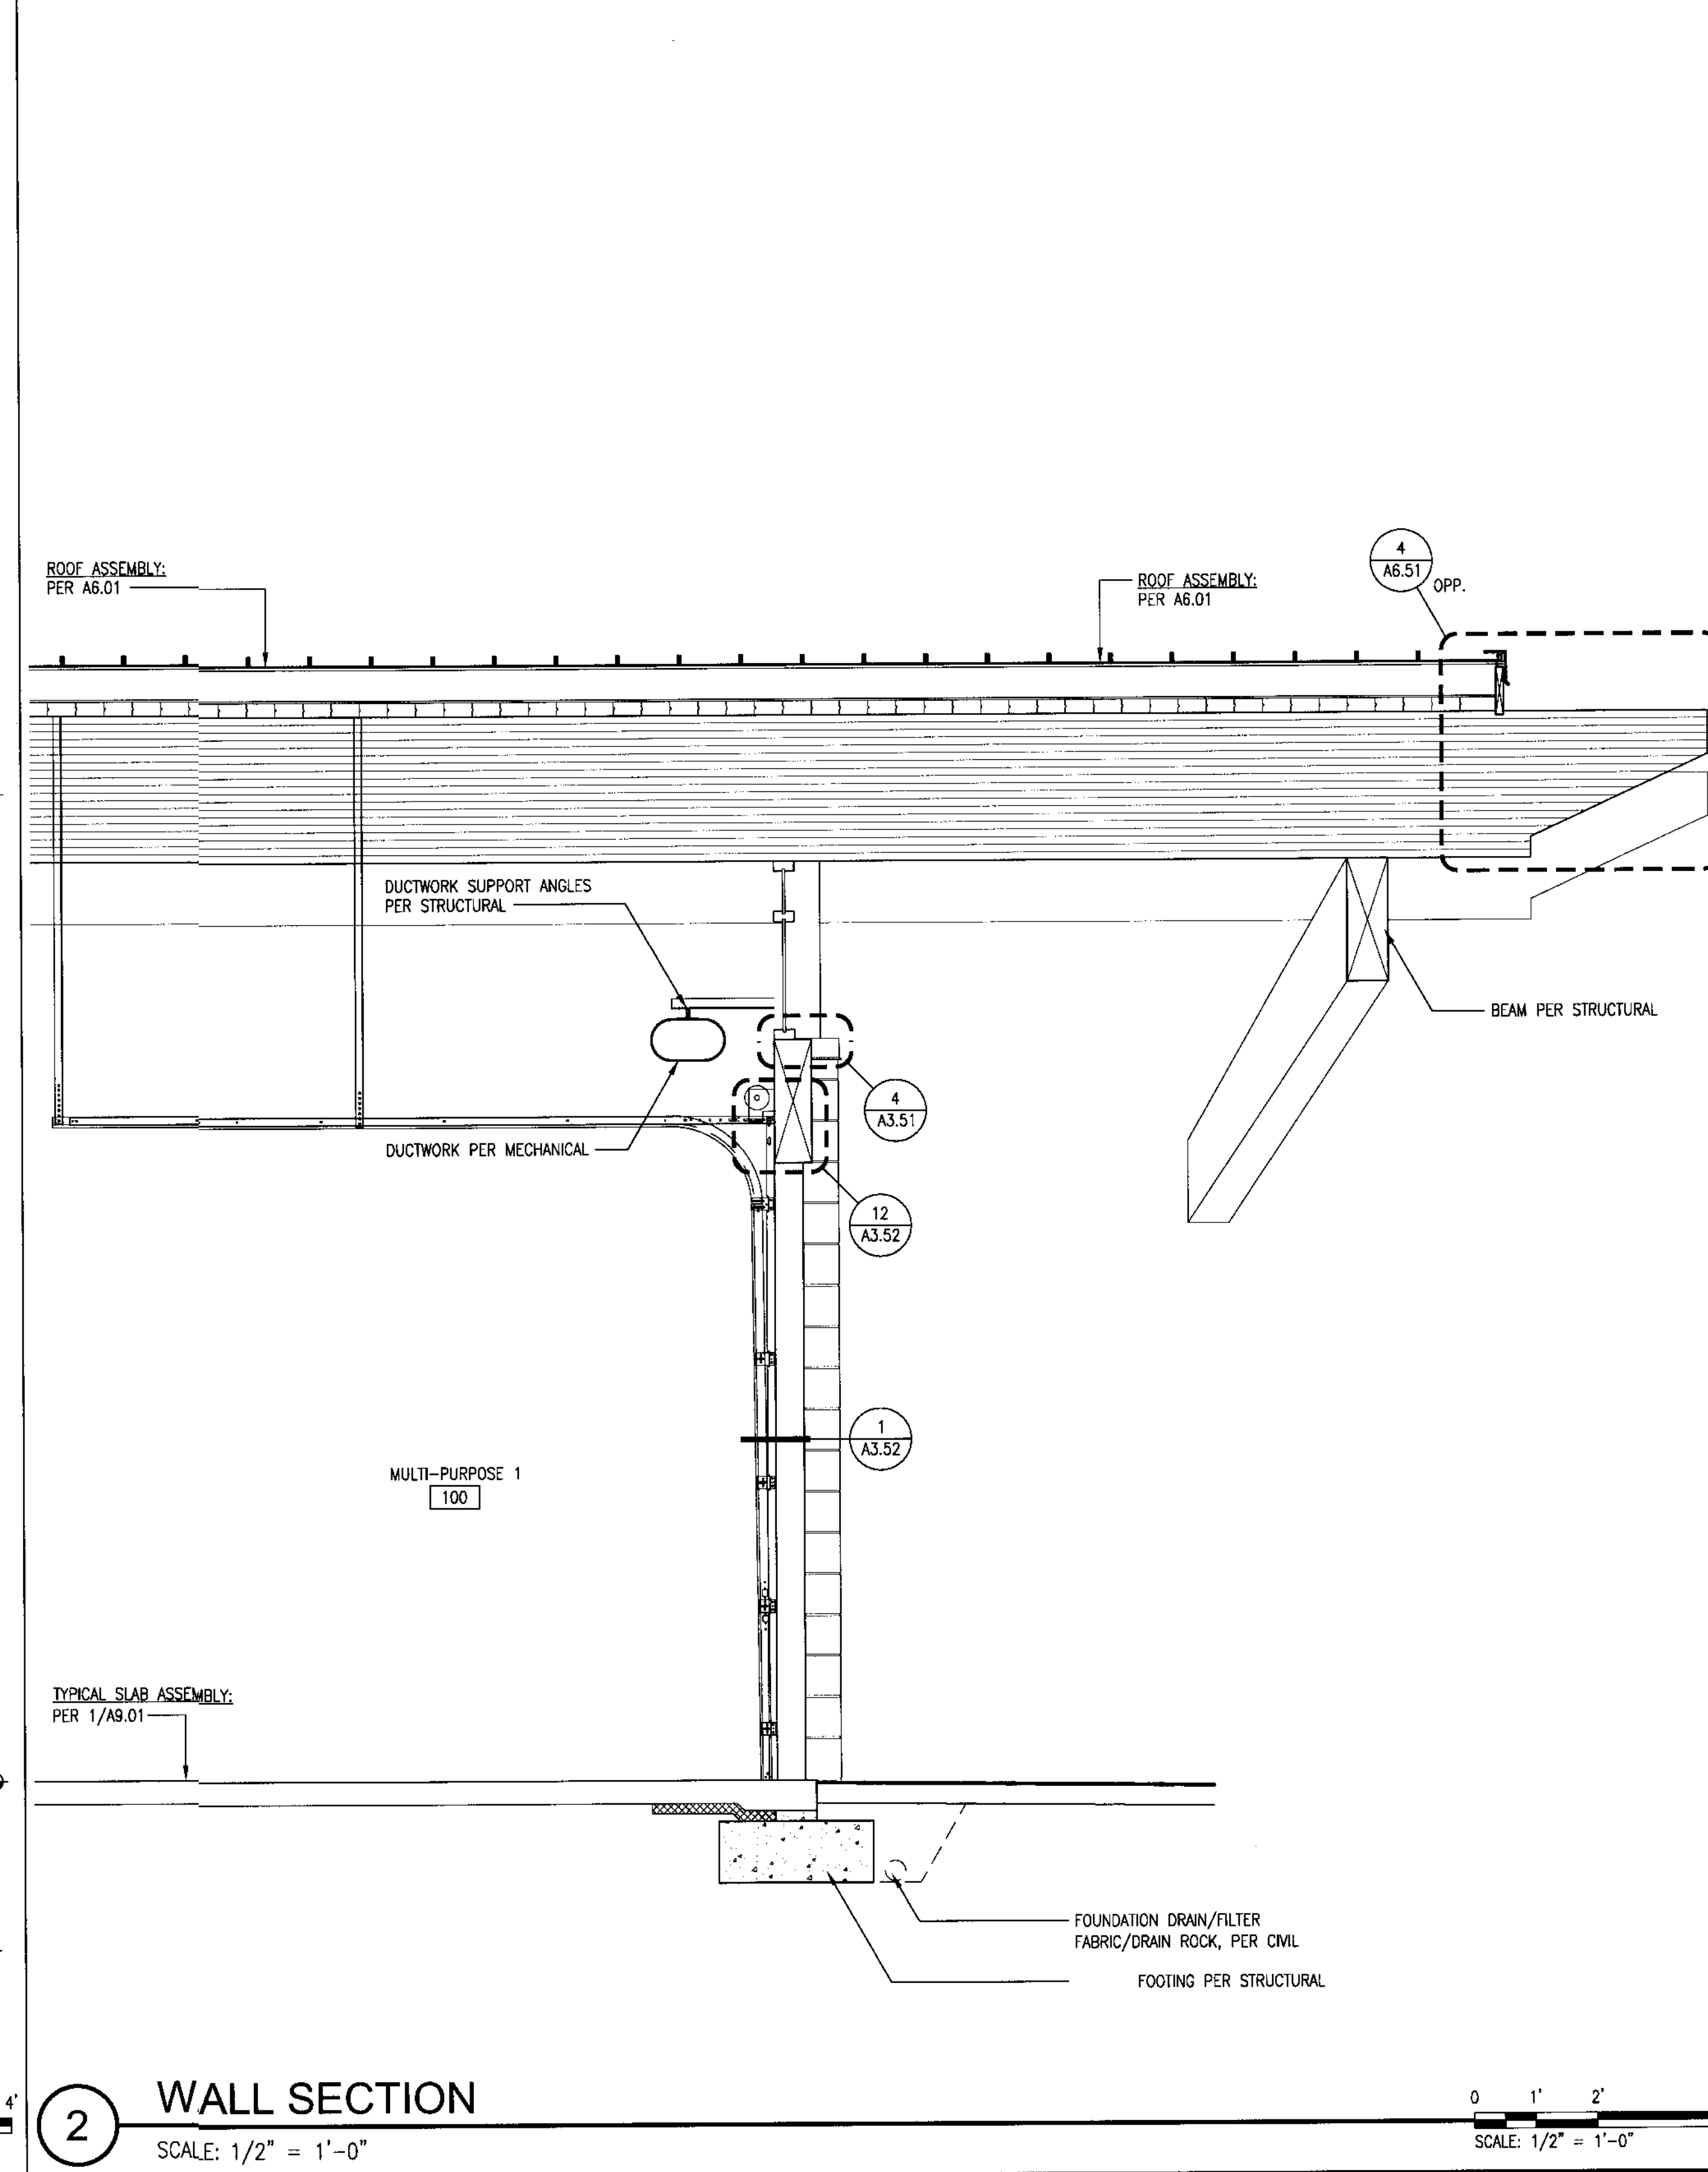 4
A6.51
OPP.
ROOF ASSEMBLY:
PER A6.01
ROOF ASSEMBLY:
PER A6.01
DUCTWORK SUPPORT ANGLES
PER STRUCTURAL
BEAM PER STRUCTURAL
4
A3.51
DUCTWORK PER MECHANICAL
12
A3.52
1
A3.52
MULTI-PURPOSE 1
100
TYPICAL SLAB ASSEMBLY:
PER 1/A9.01
FOUNDATION DRAIN/FILTER
FABRIC/DRAIN ROCK, PER CIVIL
FOOTING PER STRUCTURAL
4'
2
WALL SECTION
SCALE: 1/2" = 1'-0"
0 1' 2'
SCALE: 1/2" = 1'-0"